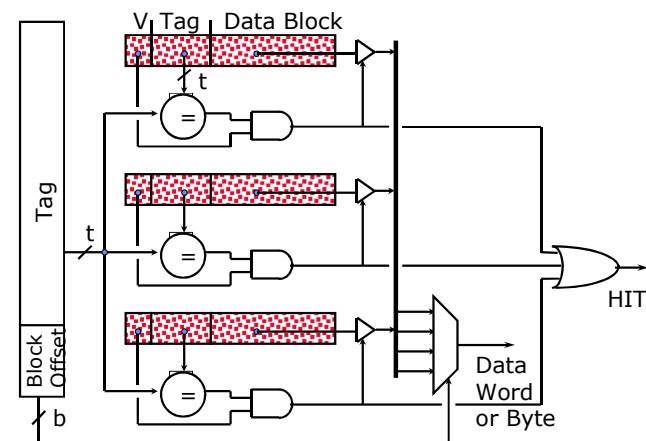 V Tag Data Block
t
=
Tag
t
=
HIT
Block
Offset
=
Data
Word
or Byte
b